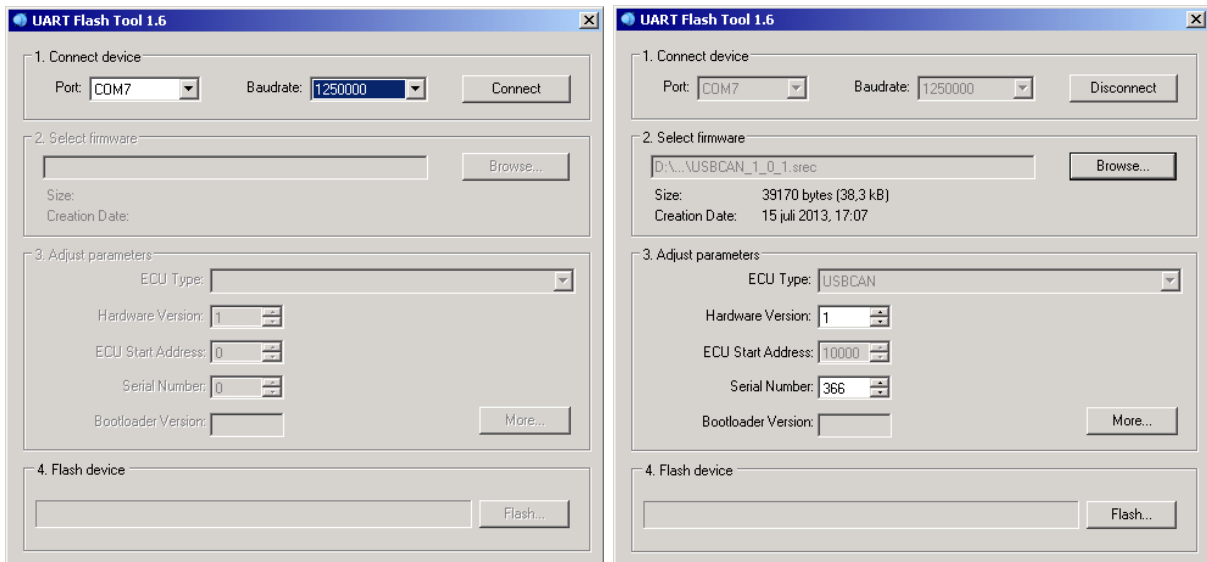 UART Flash Tool 1.6
1. Connect device
Port: COM7 Baudrate: 1250000 Connect
2. Select firmware
Browse...
Size:
Creation Date:
3. Adjust parameters
ECU Type:
Hardware Version: 1
ECU Start Address: 0
Serial Number: 0
Bootloader Version:
More...
4. Flash device
Flash...
UART Flash Tool 1.6
1. Connect device
Port: COM7 Baudrate: 1250000 Disconnect
2. Select firmware
D:\...\USBCAN_1_0_1.srec Browse...
Size: 39170 bytes (38,3 kB)
Creation Date: 15 juli 2013, 17:07
3. Adjust parameters
ECU Type: USBCAN
Hardware Version: 1
ECU Start Address: 10000
Serial Number: 366
Bootloader Version:
More...
4. Flash device
Flash...